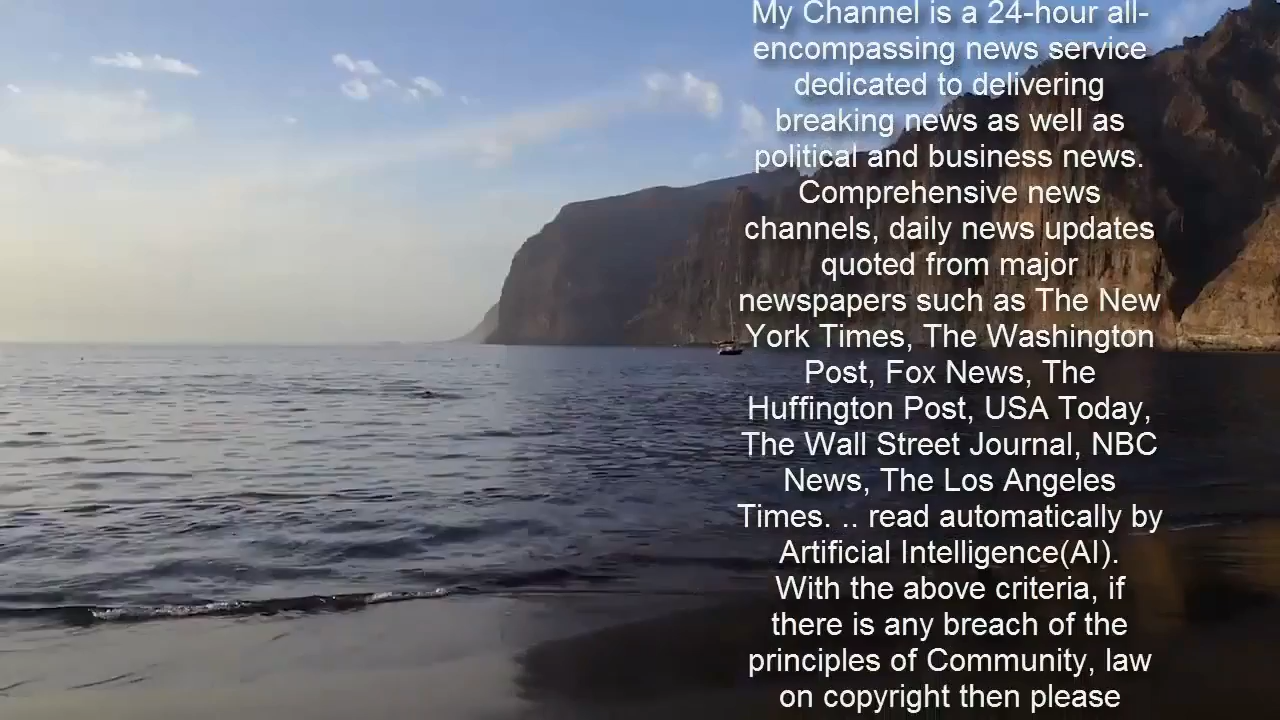 My Channel is a 24-hour all-
encompassing news service
dedicated to delivering
breaking news as well as
political and business news.
Comprehensive news
channels, daily news updates
quoted from major
newspapers such as The New
York Times, The Washington
Post, Fox News, The
Huffington Post, USA Today,
The Wall Street Journal, NBC
News, The Los Angeles
Times. .. read automatically by
Artificial Intelligence(AI).
With the above criteria, if
there is any breach of the
principles of Community, law
on copyright then please